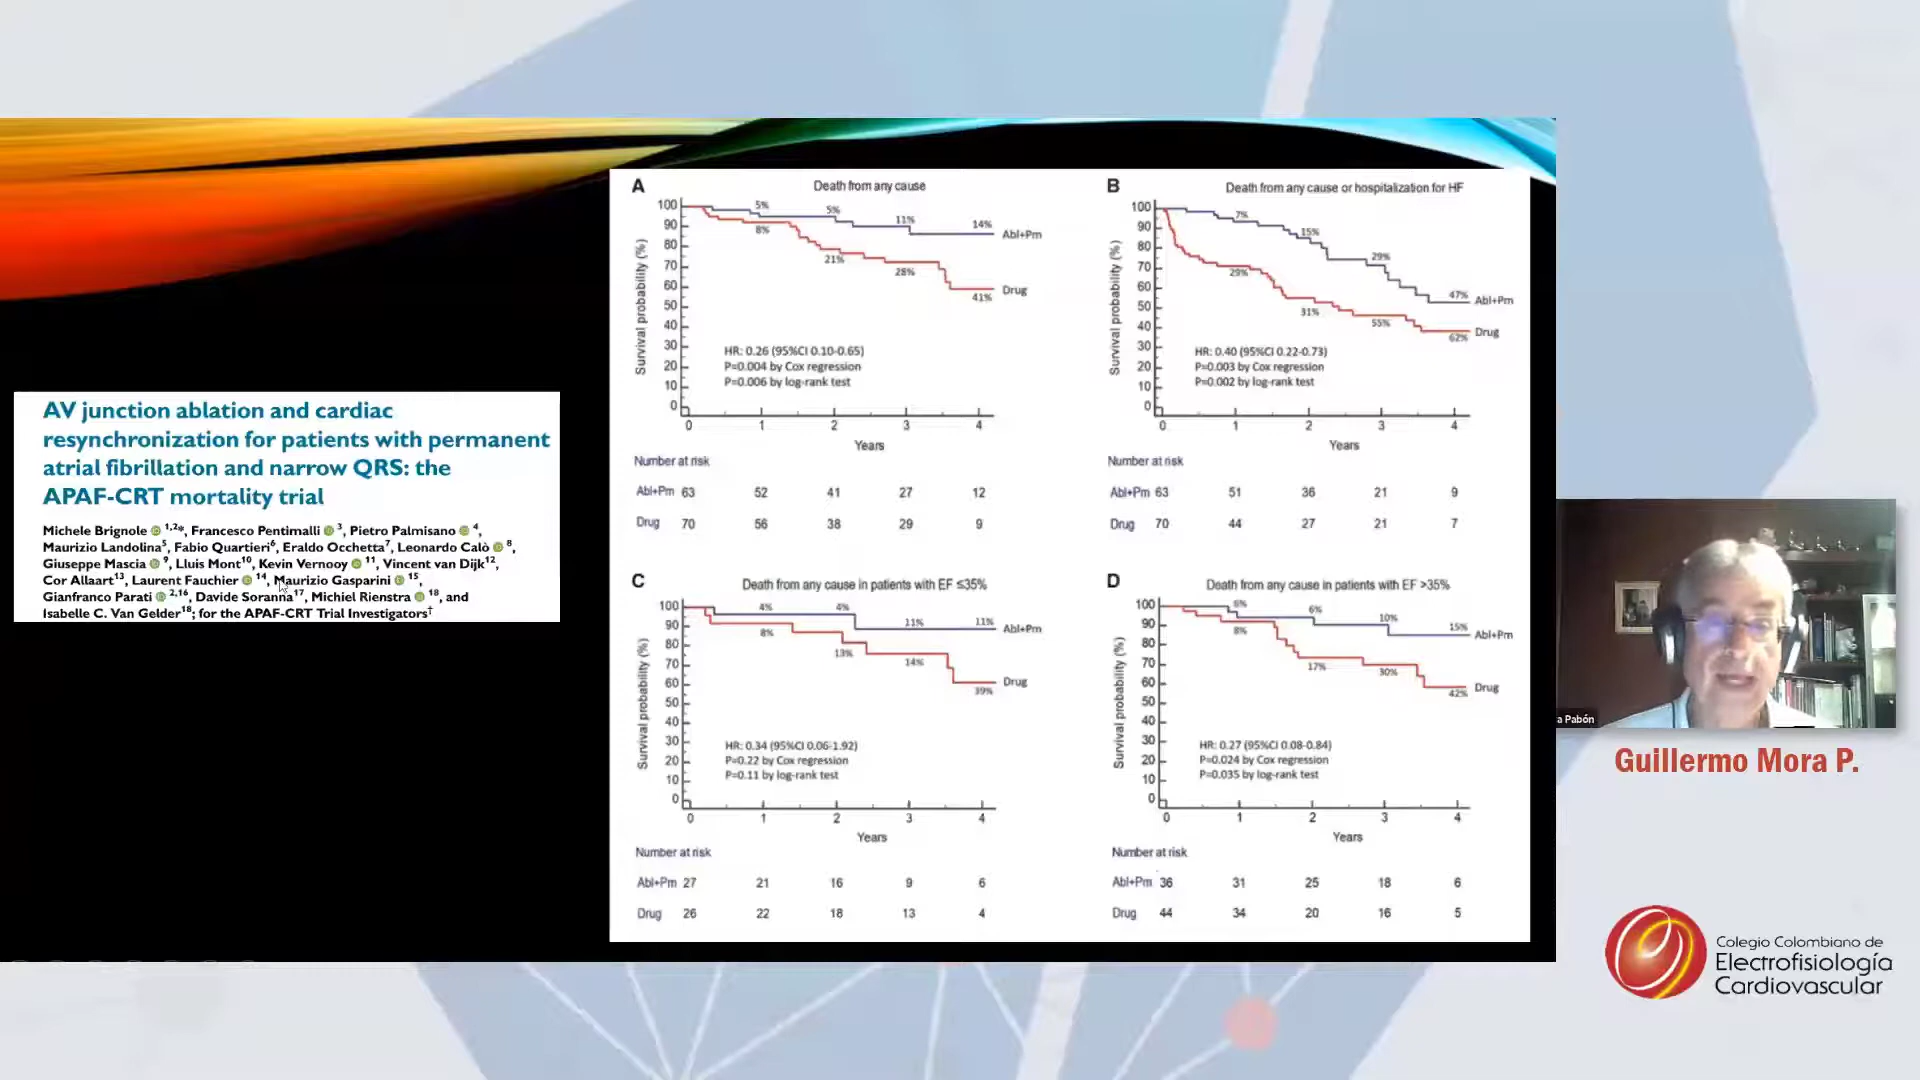 AV junction ablation and cardiac
resynchronization for patients with permanent
atrial fibrillation and narrow QRS: the
APAF-CRT mortality trial
Michele Brignole 1,2*, Francesco Pentimalli 3, Pietro Palmisano 4,
Maurizio Landolina5, Fabio Quartieri6, Eraldo Occhetta7, Leonardo Calò 8,
Giuseppe Mascia 9, Lluis Mont10, Kevin Vernooy 11, Vincent van Dijk12,
Cor Allaart13, Laurent Fauchier 14, Maurizio Gasparini 15,
Gianfranco Parati 2,16, Davide Soranna17, Michiel Rienstra 18, and
Isabelle C. Van Gelder18; for the APAF-CRT Trial Investigators†
A
Death from any cause
Survival probability (%)
100
90
80
70
60
50
40
30
20
10
0
5%
5%
11%
14%
Abl+Pm
8%
21%
28%
41%
Drug
HR: 0.26 (95%CI 0.10-0.65)
P=0.004 by Cox regression
P=0.006 by log-rank test
0 1 2 3 4
Years
Number at risk
Abl+Pm 63 52 41 27 12
Drug 70 56 38 29 9
B
Death from any cause or hospitalization for HF
Survival probability (%)
100
90
80
70
60
50
40
30
20
10
0
7%
15%
29%
47%
Abl+Pm
29%
31%
55%
62%
Drug
HR: 0.40 (95%CI 0.22-0.73)
P=0.003 by Cox regression
P=0.002 by log-rank test
0 1 2 3 4
Years
Number at risk
Abl+Pm 63 51 36 21 9
Drug 70 44 27 21 7
C
Death from any cause in patients with EF ≤35%
Survival probability (%)
100
90
80
70
60
50
40
30
20
10
0
4%
4%
11%
11%
Abl+Pm
8%
13%
14%
39%
Drug
HR: 0.34 (95%CI 0.06-1.92)
P=0.22 by Cox regression
P=0.11 by log-rank test
0 1 2 3 4
Years
Number at risk
Abl+Pm 27 21 16 9 6
Drug 26 22 18 13 4
D
Death from any cause in patients with EF >35%
Survival probability (%)
100
90
80
70
60
50
40
30
20
10
0
6%
6%
10%
15%
Abl+Pm
8%
17%
30%
42%
Drug
HR: 0.27 (95%CI 0.08-0.84)
P=0.024 by Cox regression
P=0.035 by log-rank test
0 1 2 3 4
Years
Number at risk
Abl+Pm 36 31 25 18 6
Drug 44 34 20 16 5
a Pabón
Guillermo Mora P.
Colegio Colombiano de
Electrofisiología
Cardiovascular